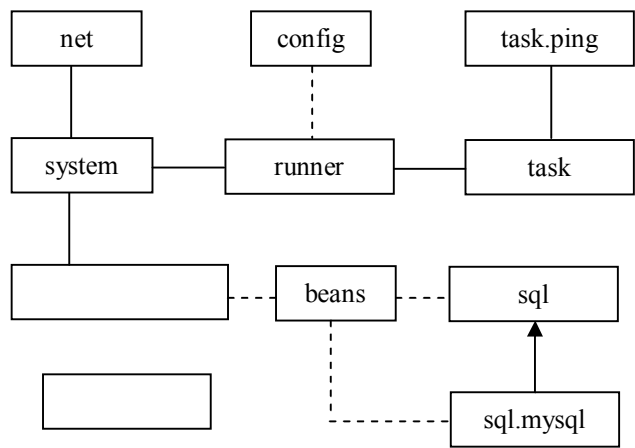 net
config
task.ping
system
runner
task
beans
sql
sql.mysql